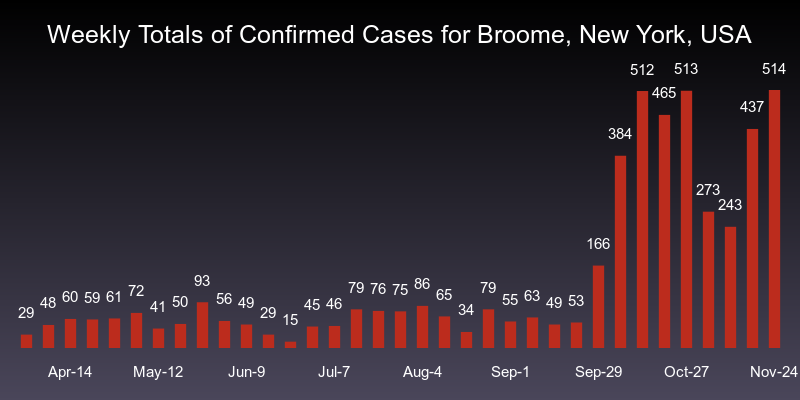 Weekly Totals of Confirmed Cases for Broome, New York, USA
29 48 60 59 61 72 41 50 93 56 49 29 15 45 46 79 76 75 86 65 34 79 55 63 49 53 166 384 512 465 513 273 243 437 514
Apr-14 May-12 Jun-9 Jul-7 Aug-4 Sep-1 Sep-29 Oct-27 Nov-24